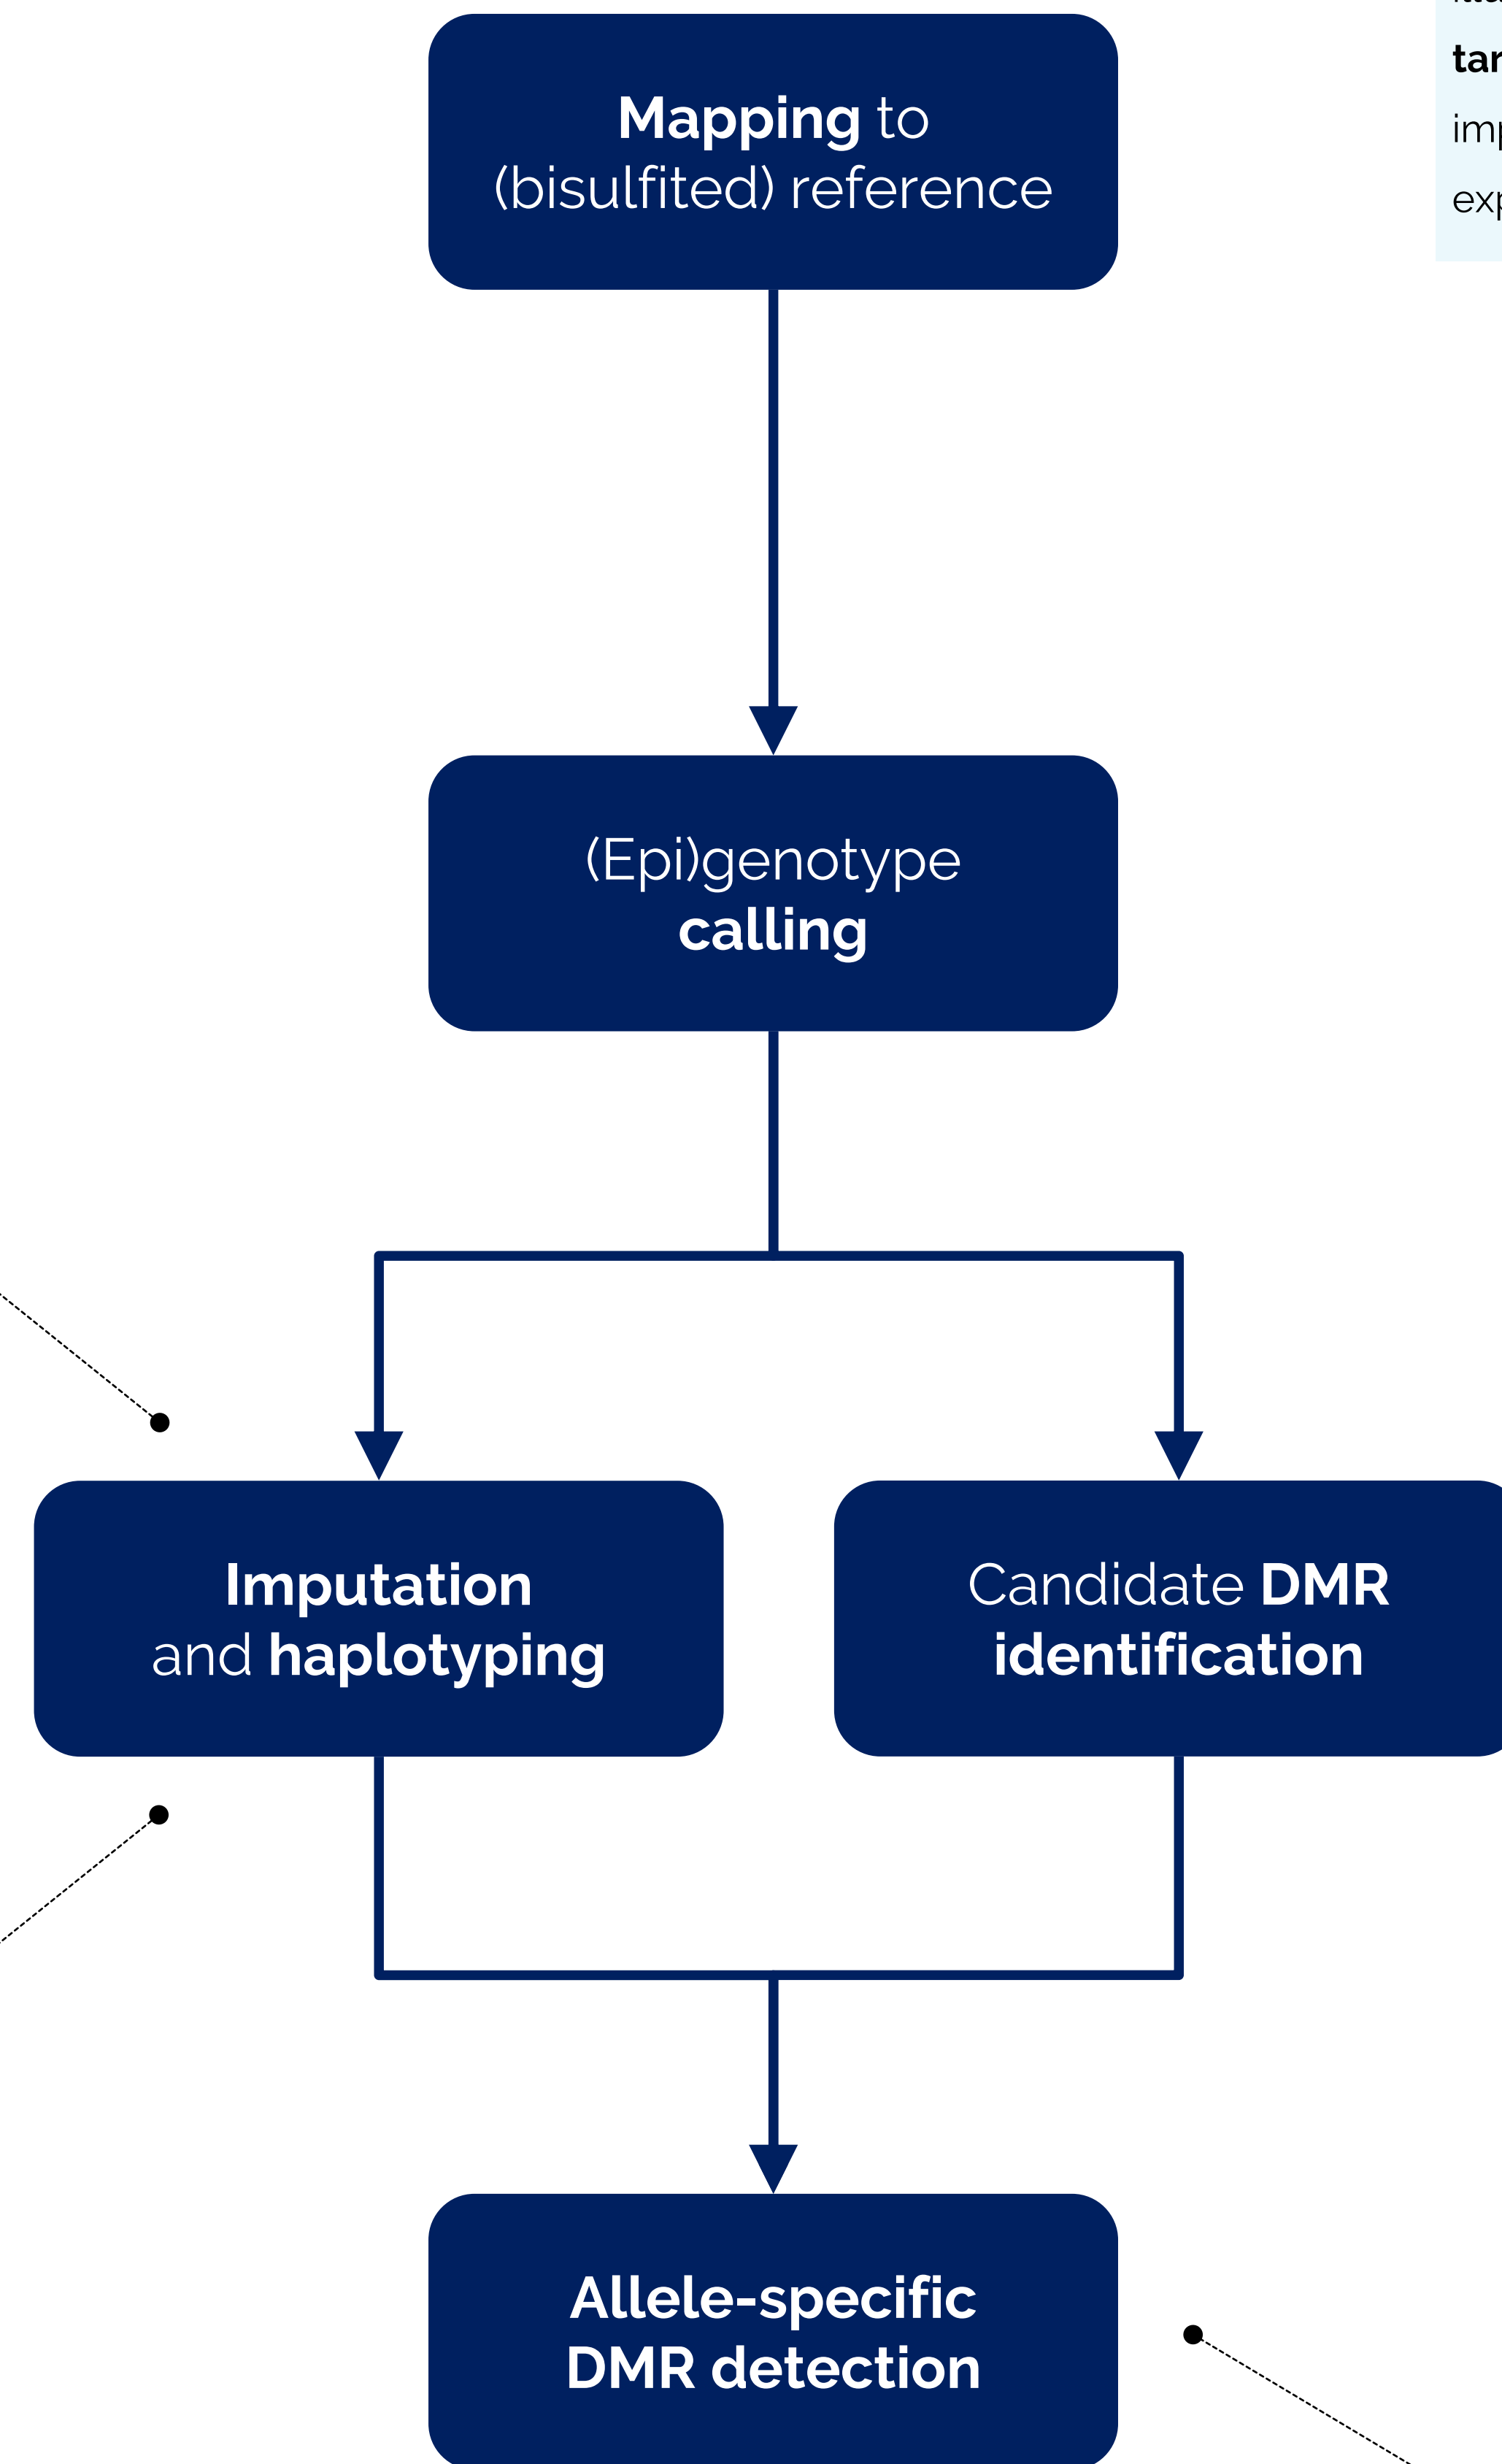 Mapping to
(bisulfited) reference
(Epi)genotype
calling
Imputation
and haplotyping
Candidate DMR
identification
Allele-specific
DMR detection